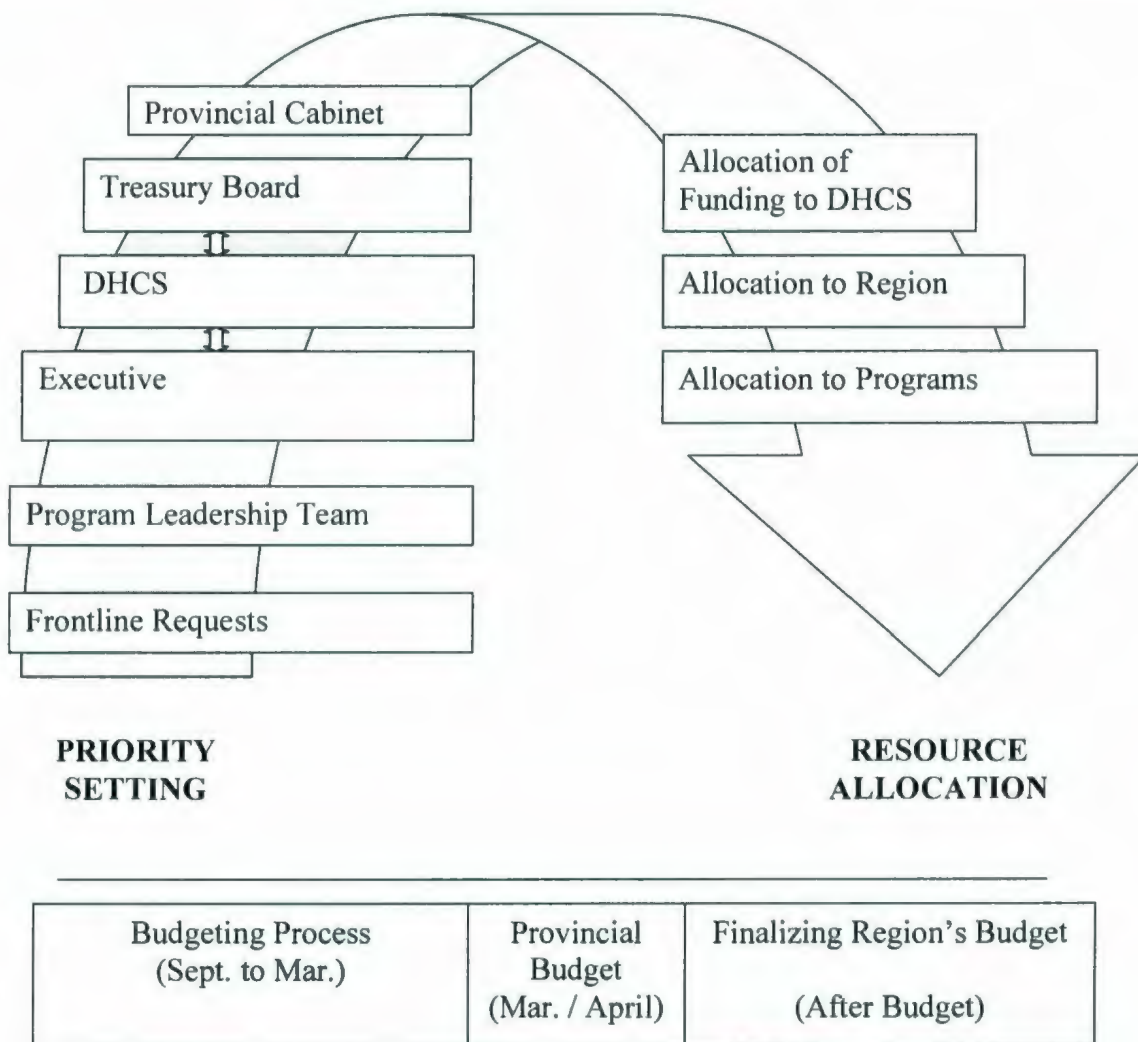 Provincial Cabinet
Treasury Board
DHCS
Executive
Program Leadership Team
Frontline Requests
Allocation of
Funding to DHCS
Allocation to Region
Allocation to Programs
PRIORITY
SETTING
RESOURCE
ALLOCATION
Budgeting Process
(Sept. to Mar.)
Provincial
Budget
(Mar. / April)
Finalizing Region's Budget
(After Budget)